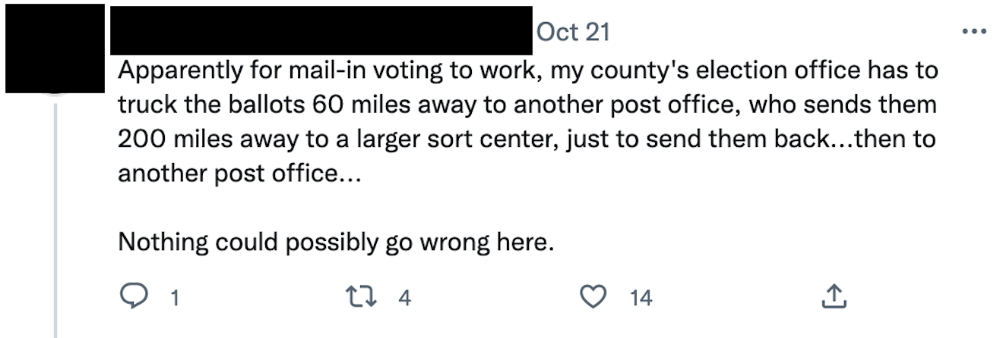 Oct 21
Apparently for mail-in voting to work, my county's election office has to
truck the ballots 60 miles away to another post office, who sends them
200 miles away to a larger sort center, just to send them back...then to
another post office...
Nothing could possibly go wrong here.
1 4 14